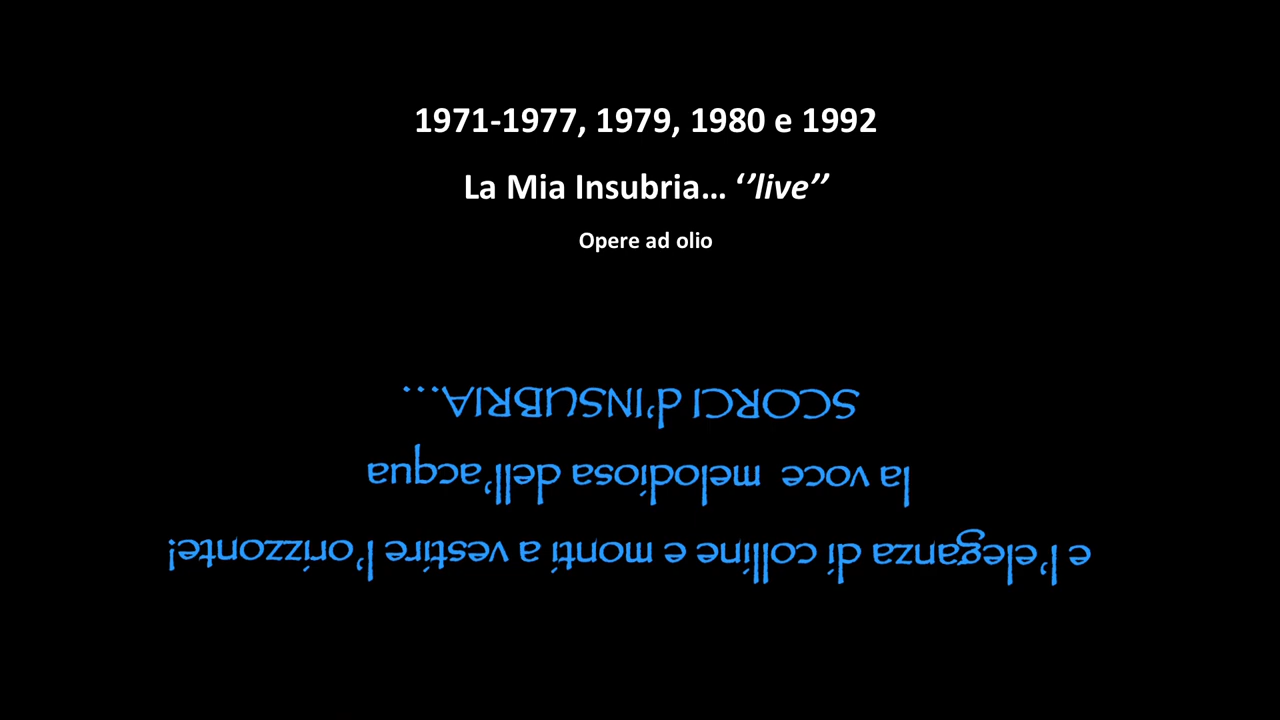 1971-1977, 1979, 1980 e 1992
La Mia Insubria… ‘’live’’
Opere ad olio
SCORCI d'INSUBRIA...
la voce melodiosa dell'acqua
e l'eleganza di colline e monti a vestire l'orizzonte!